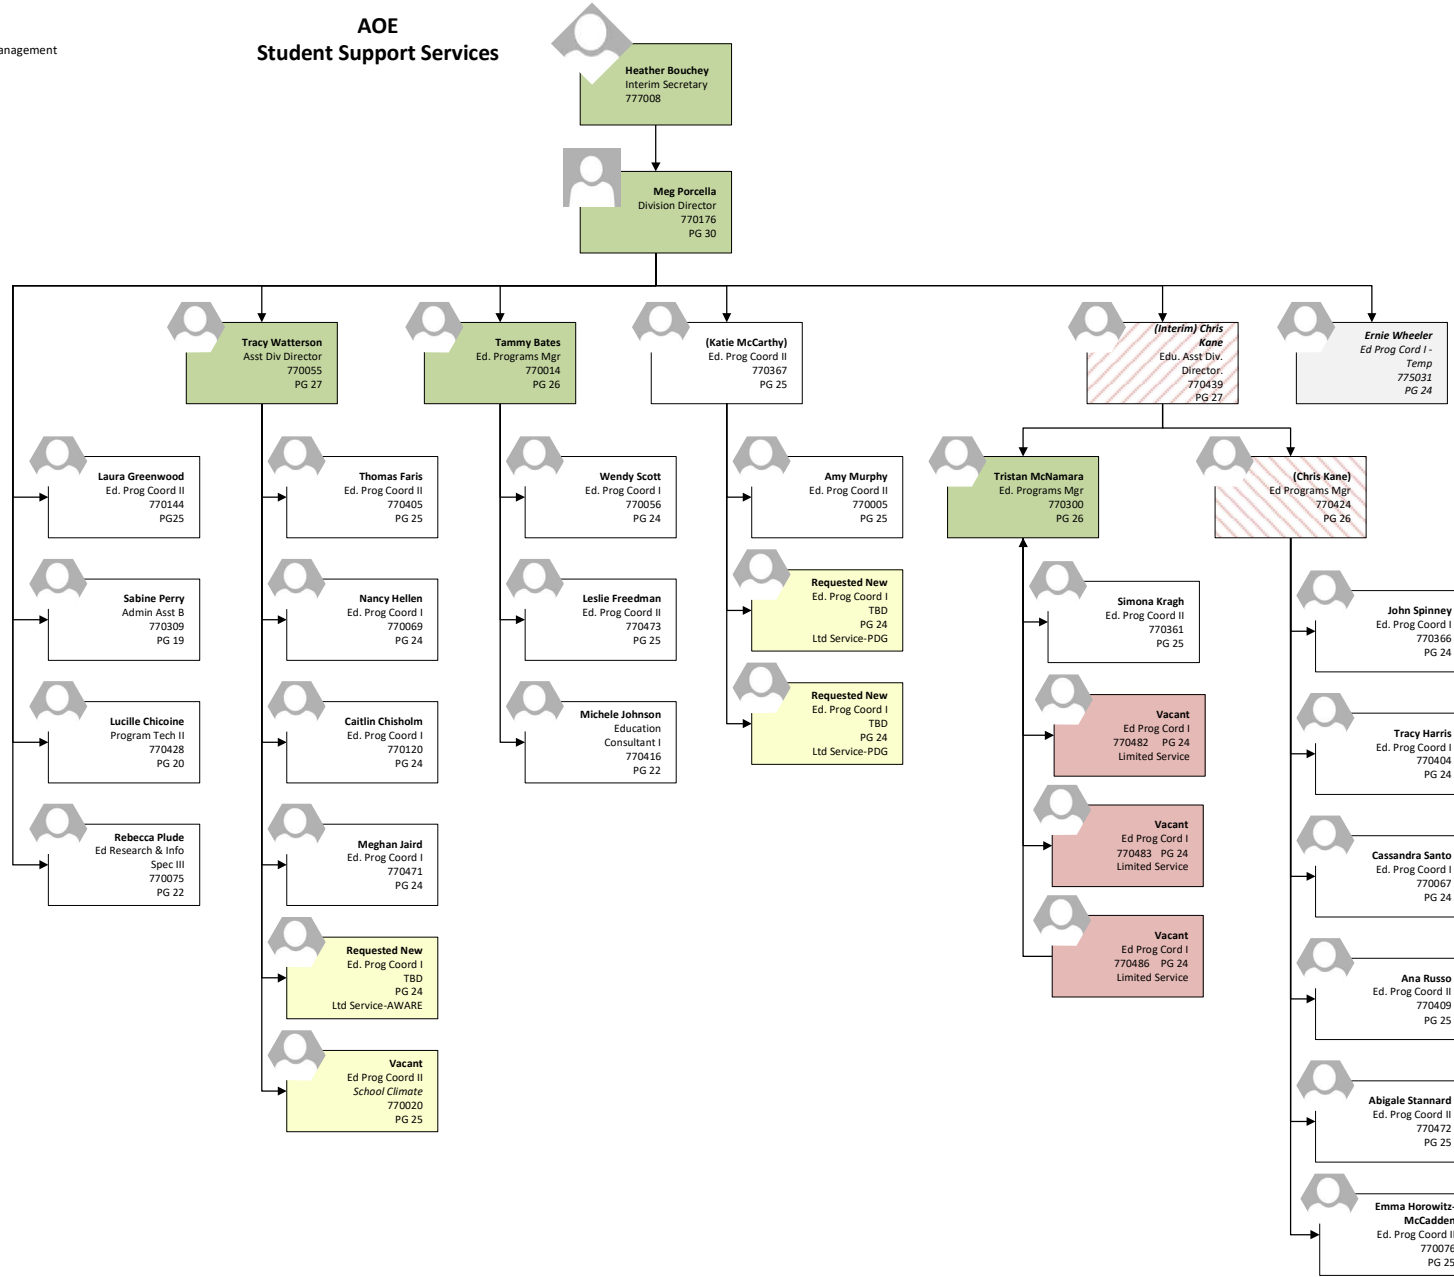 AOE
Student Support Services
anagement
Heather Bouchey
Interim Secretary
777008
Meg Porcella
Division Director
770176
PG 30
Tracy Watterson
Asst Div Director
770055
PG 27
Tammy Bates
Ed. Programs Mgr
770014
PG 26
(Katie McCarthy)
Ed. Prog Coord II
770367
PG 25
(Interim) Chris
Kane
Edu. Asst Div.
Director.
770439
PG 27
Ernie Wheeler
Ed Prog Cord I -
Temp
775031
PG 24
Laura Greenwood
Ed. Prog Coord II
770144
PG25
Sabine Perry
Admin Asst B
770309
PG 19
Lucille Chicoine
Program Tech II
770428
PG 20
Rebecca Plude
Ed Research & Info
Spec III
770075
PG 22
Thomas Faris
Ed. Prog Coord II
770405
PG 25
Nancy Hellen
Ed. Prog Coord I
770069
PG 24
Caitlin Chisholm
Ed. Prog Coord I
770120
PG 24
Meghan Jaird
Ed. Prog Coord I
770471
PG 24
Requested New
Ed. Prog Coord I
TBD
PG 24
Ltd Service-AWARE
Vacant
Ed Prog Coord II
School Climate
770020
PG 25
Wendy Scott
Ed. Prog Coord I
770056
PG 24
Leslie Freedman
Ed. Prog Coord II
770473
PG 25
Michele Johnson
Education
Consultant I
770416
PG 22
Amy Murphy
Ed. Prog Coord II
770005
PG 25
Requested New
Ed. Prog Coord I
TBD
PG 24
Ltd Service-PDG
Requested New
Ed. Prog Coord I
TBD
PG 24
Ltd Service-PDG
Tristan McNamara
Ed. Programs Mgr
770300
PG 26
Simona Kragh
Ed. Prog Coord II
770361
PG 25
Vacant
Ed Prog Cord I
770482 PG 24
Limited Service
Vacant
Ed Prog Cord I
770483 PG 24
Limited Service
Vacant
Ed Prog Cord I
770486 PG 24
Limited Service
(Chris Kane)
Ed Programs Mgr
770424
PG 26
John Spinney
Ed. Prog Coord I
770366
PG 24
Tracy Harris
Ed. Prog Coord I
770404
PG 24
Cassandra Santo
Ed. Prog Coord I
770067
PG 24
Ana Russo
Ed. Prog Coord II
770409
PG 25
Abigale Stannard
Ed. Prog Coord II
770472
PG 25
Emma Horowitz-
McCadden
Ed. Prog Coord II
770076
PG 25